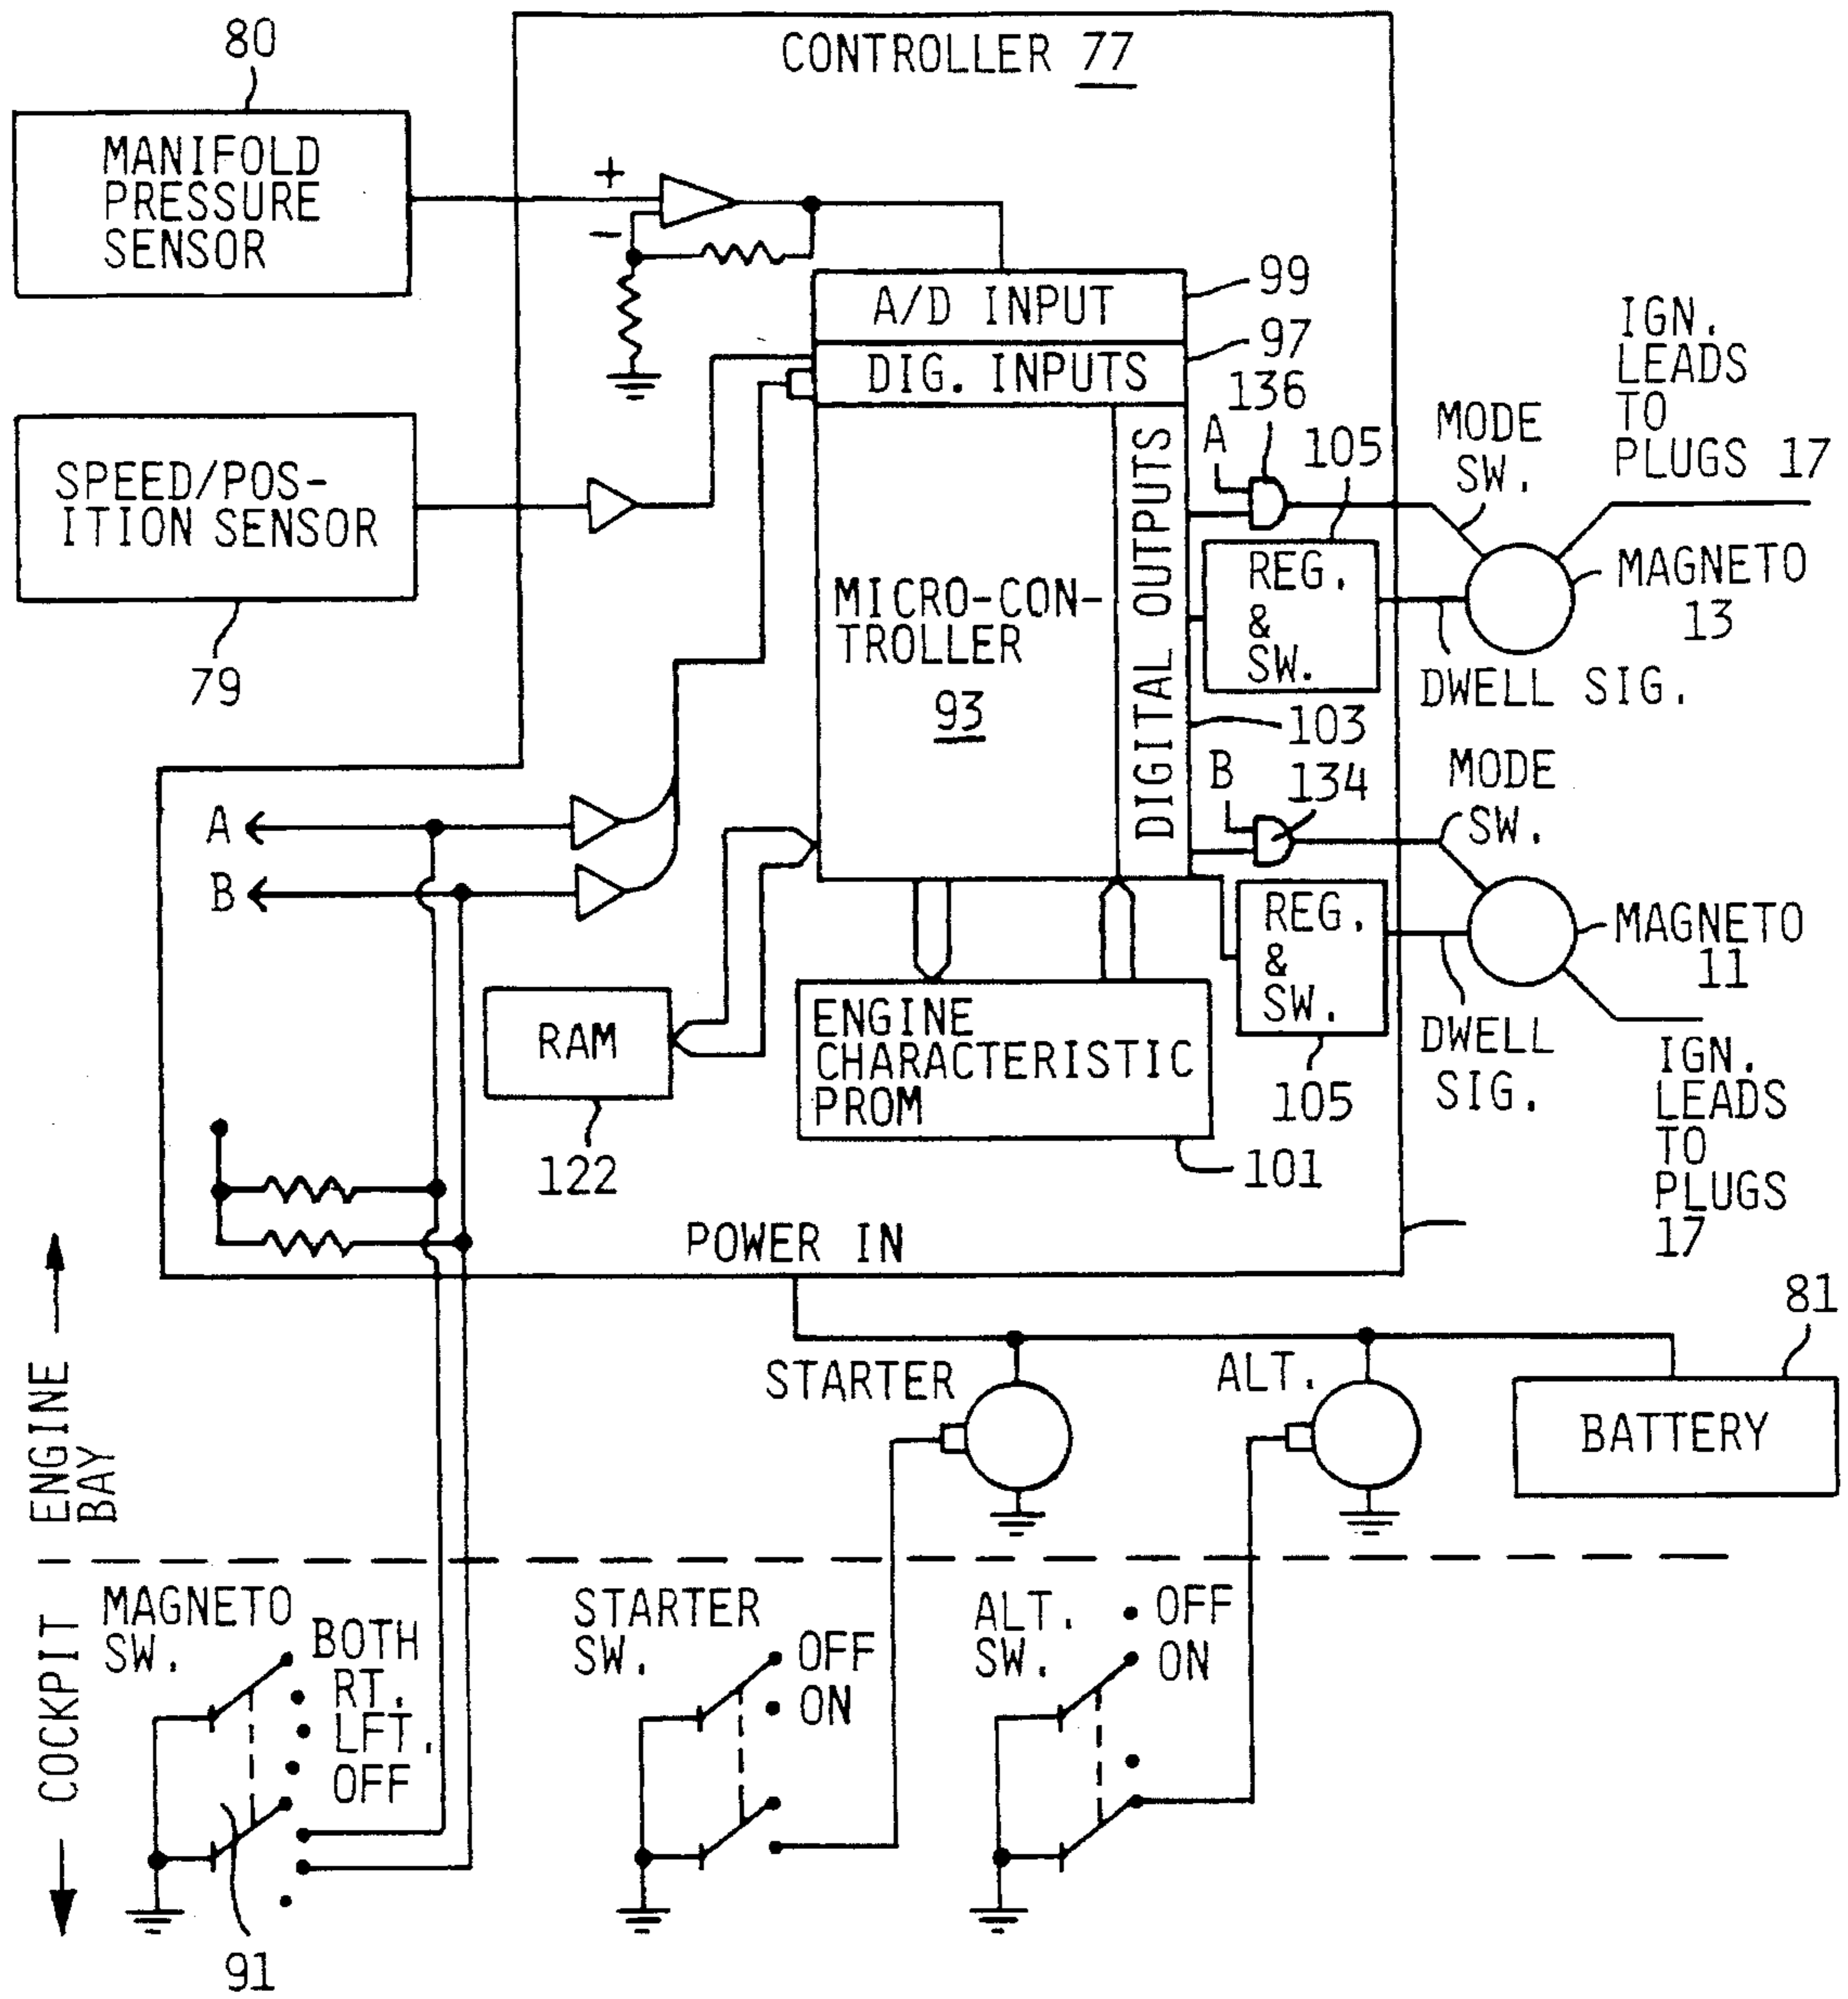 80
CONTROLLER 77
MANIFOLD
PRESSURE
SENSOR
+
−
A/D INPUT
99
DIG. INPUTS
97
136
A
105
MODE
SW.
IGN.
LEADS
TO
PLUGS 17
SPEED/POS-
ITION SENSOR
79
MICRO-CON-
TROLLER
93
DIGITAL OUTPUTS
REG.
&
SW.
MAGNETO
13
DWELL SIG.
103
B
134
MODE
SW.
A
B
REG.
&
SW.
MAGNETO
11
DWELL
SIG.
105
IGN.
LEADS
TO
PLUGS
17
RAM
122
ENGINE
CHARACTERISTIC
PROM
101
POWER IN
81
STARTER
ALT.
BATTERY
ENGINE
BAY
COCKPIT
MAGNETO
SW.
BOTH
RT.
LFT.
OFF
91
STARTER
SW.
OFF
ON
ALT.
SW.
OFF
ON